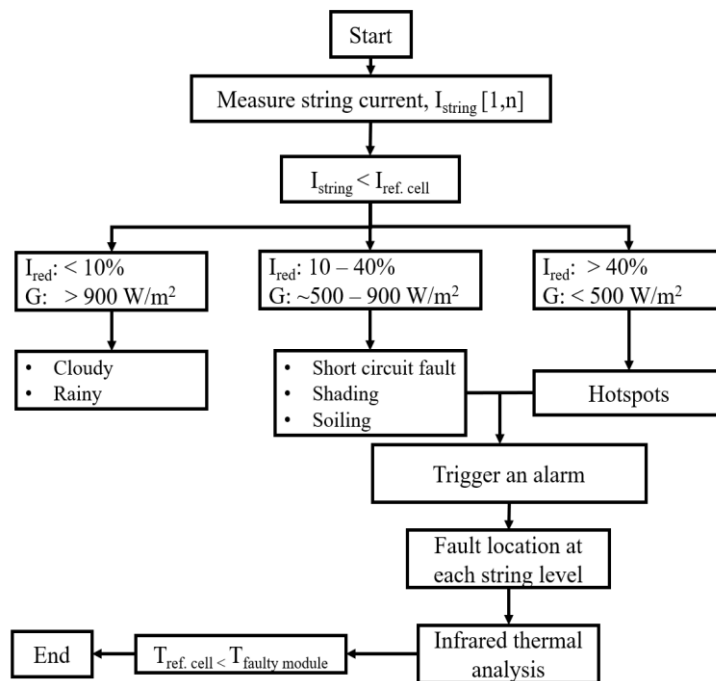 Start
Measure string current, I_string [1,n]
I_string < I_ref. cell
I_red: < 10%
G: > 900 W/m²
I_red: 10 – 40%
G: ~500 – 900 W/m²
I_red: > 40%
G: < 500 W/m²
• Cloudy
• Rainy
• Short circuit fault
• Shading
• Soiling
Hotspots
Trigger an alarm
Fault location at
each string level
Infrared thermal
analysis
T_ref. cell < T_faulty module
End